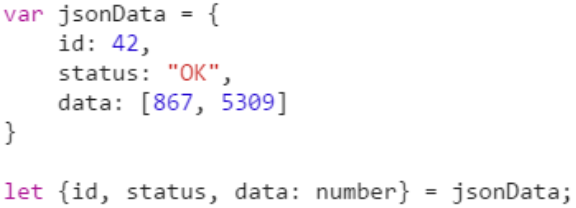 var jsonData = {
    id: 42,
    status: "OK",
    data: [867, 5309]
}

let {id, status, data: number} = jsonData;